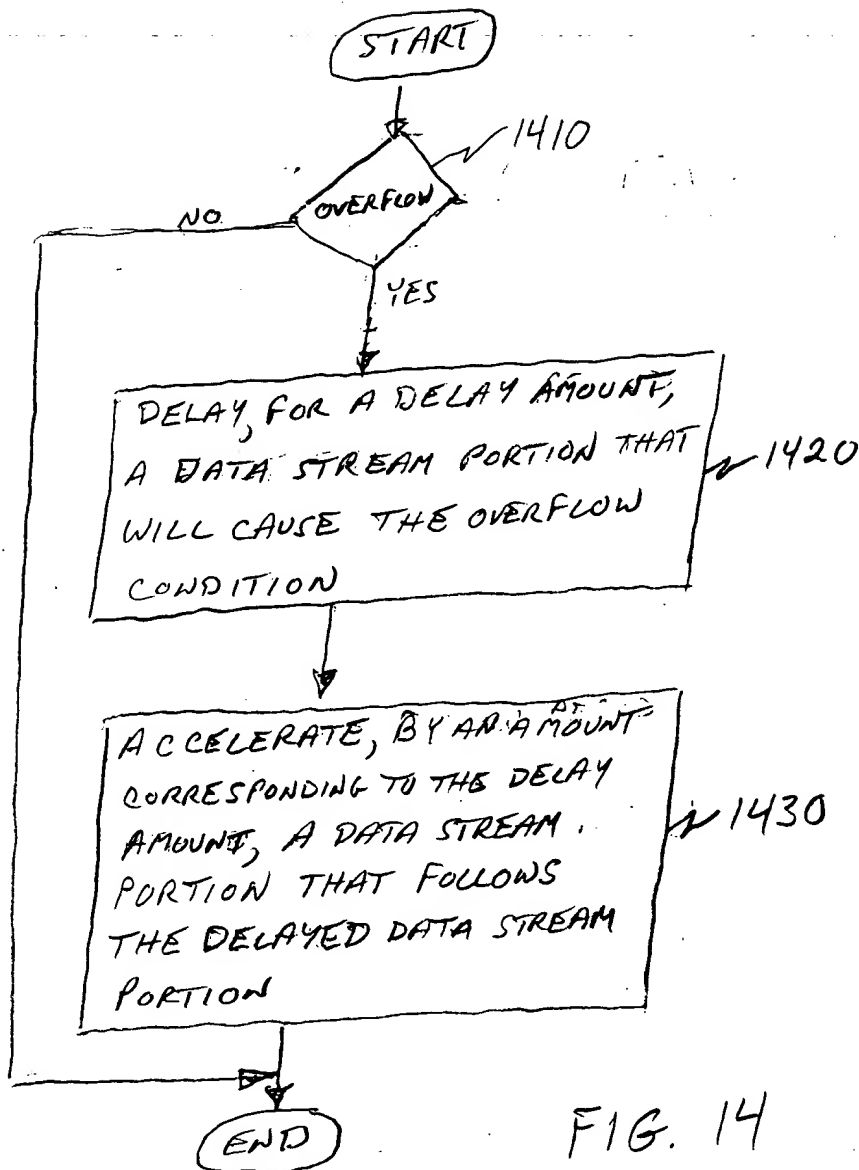 START
1410
OVERFLOW
NO
YES
DELAY, FOR A DELAY AMOUNT,
A DATA STREAM PORTION THAT
WILL CAUSE THE OVERFLOW
CONDITION
1420
ACCELERATE, BY AN AMOUNT
CORRESPONDING TO THE DELAY
AMOUNT, A DATA STREAM
PORTION THAT FOLLOWS
THE DELAYED DATA STREAM
PORTION
1430
END
FIG. 14